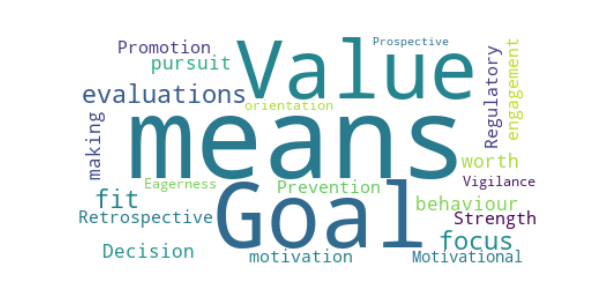 Promotion
Value
Prospective
pursuit
Regulatory
engagement
evaluations
orientation
making
means
worth
Eagerness
Prevention
Vigilance
fit
Goal
behaviour
Retrospective
Strength
focus
Decision
motivation
Motivational